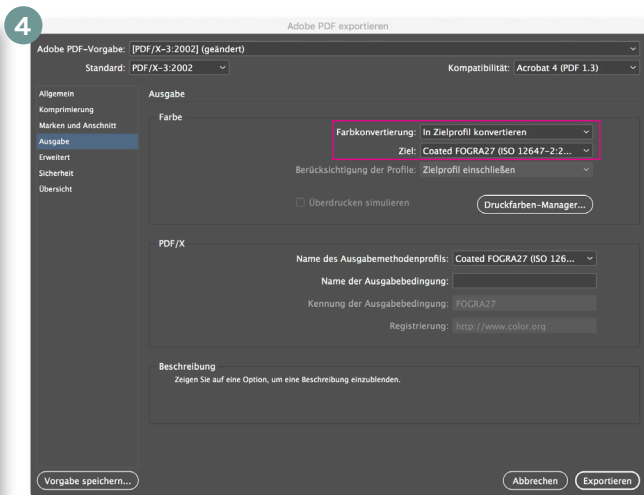 4
Adobe PDF exportieren
Adobe PDF-Vorgabe: [PDF/X-3:2002] (geändert)
Standard: PDF/X-3:2002
Kompatibilität: Acrobat 4 (PDF 1.3)
Allgemein
Komprimierung
Marken und Anschnitt
Ausgabe
Erweitert
Sicherheit
Übersicht
Ausgabe
Farbe
Farbkonvertierung: In Zielprofil konvertieren
Ziel: Coated FOGRA27 (ISO 12647-2:2...
Berücksichtigung der Profile: Zielprofil einschließen
Überdrucken simulieren
Druckfarben-Manager...
PDF/X
Name des Ausgabemethodenprofils: Coated FOGRA27 (ISO 126...
Name der Ausgabebedingung:
Kennung der Ausgabebedingung: FOGRA27
Registrierung: http://www.color.org
Beschreibung
Zeigen Sie auf eine Option, um eine Beschreibung einzublenden.
Vorgabe speichern...
Abbrechen
Exportieren